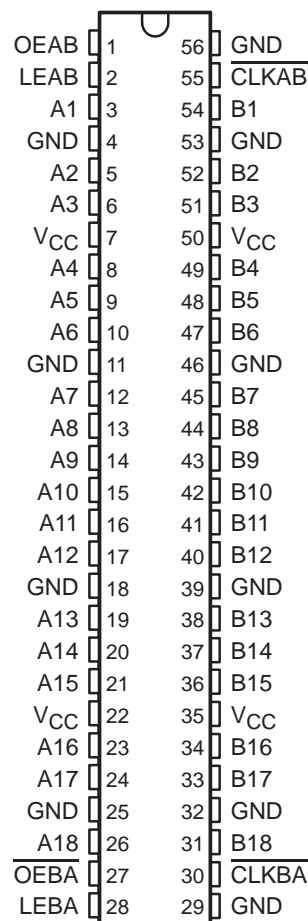 OEAB 1 56 GND
LEAB 2 55 C̅L̅K̅A̅B̅
A1 3 54 B1
GND 4 53 GND
A2 5 52 B2
A3 6 51 B3
VCC 7 50 VCC
A4 8 49 B4
A5 9 48 B5
A6 10 47 B6
GND 11 46 GND
A7 12 45 B7
A8 13 44 B8
A9 14 43 B9
A10 15 42 B10
A11 16 41 B11
A12 17 40 B12
GND 18 39 GND
A13 19 38 B13
A14 20 37 B14
A15 21 36 B15
VCC 22 35 VCC
A16 23 34 B16
A17 24 33 B17
GND 25 32 GND
A18 26 31 B18
O̅E̅B̅A̅ 27 30 C̅L̅K̅B̅A̅
LEBA 28 29 GND